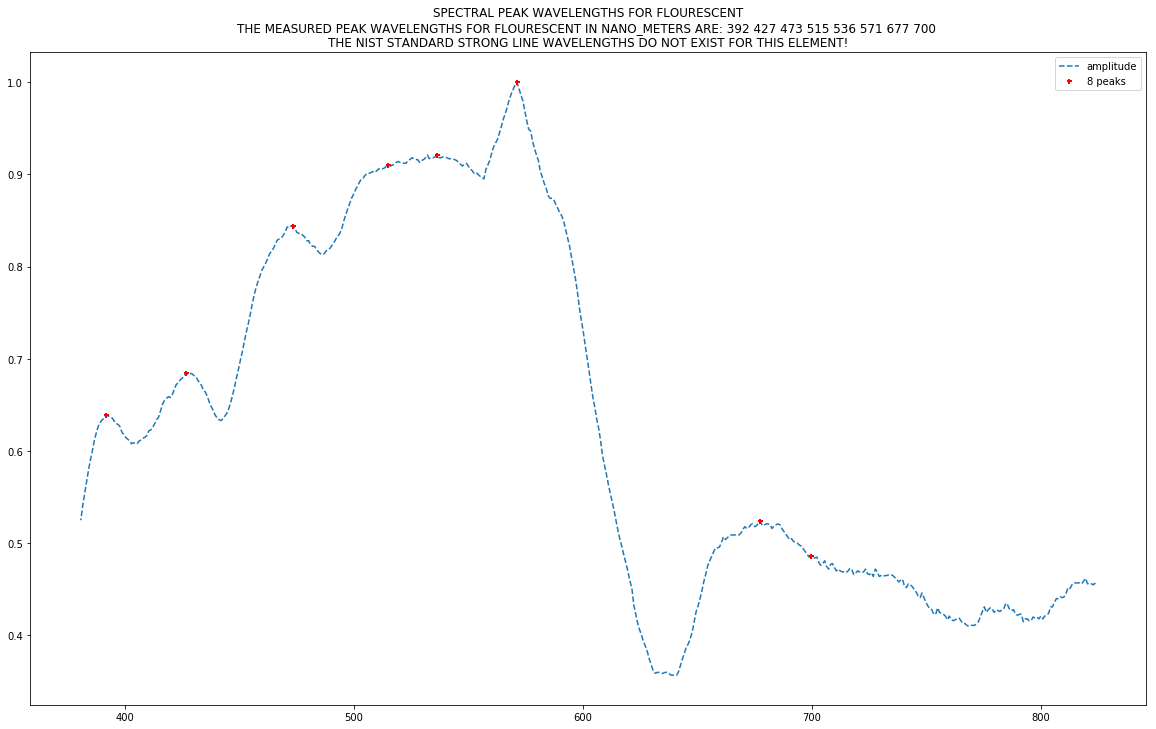 SPECTRAL PEAK WAVELENGTHS FOR FLOURESCENT
THE MEASURED PEAK WAVELENGTHS FOR FLOURESCENT IN NANO_METERS ARE: 392 427 473 515 536 571 677 700
THE NIST STANDARD STRONG LINE WAVELENGTHS DO NOT EXIST FOR THIS ELEMENT!
amplitude
8 peaks
1.0
0.9
0.8
0.7
0.6
0.5
0.4
400 500 600 700 800